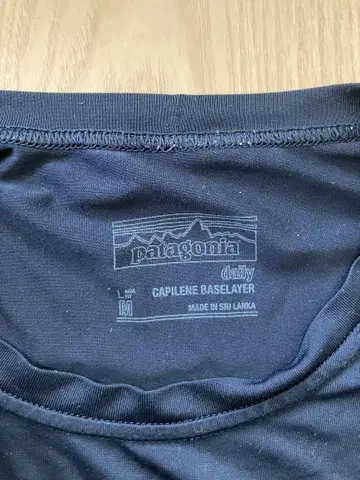 patagonia
daily
CAPILENE BASELAYER
M
MADE IN SRI LANKA